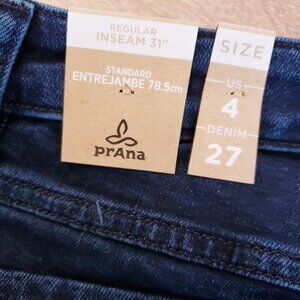 REGULAR
INSEAM 31"
STANDARD
ENTREJAMBE 78.5cm
prAna
SIZE
US
4
DENIM
27